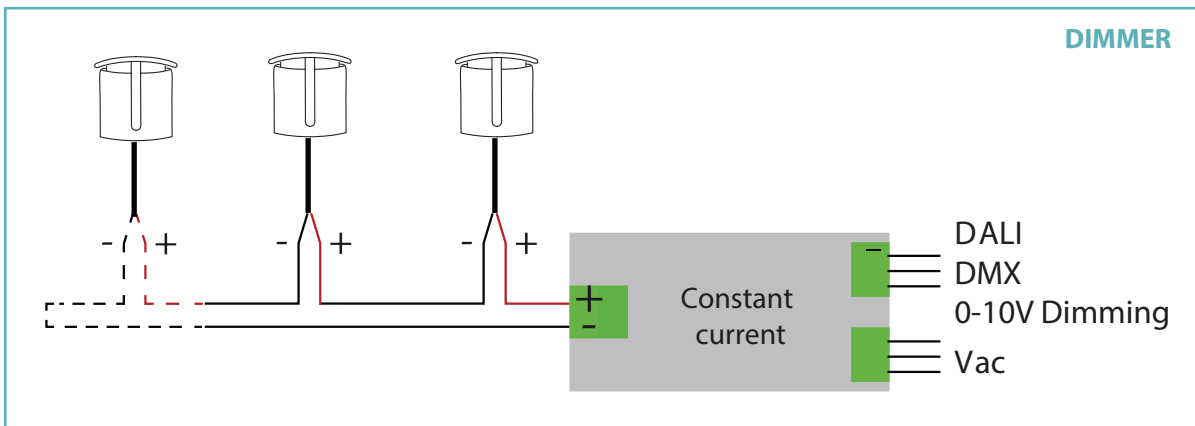 DIMMER
- +
- +
- +
+
-
Constant
current
-
DALI
DMX
0-10V Dimming
Vac